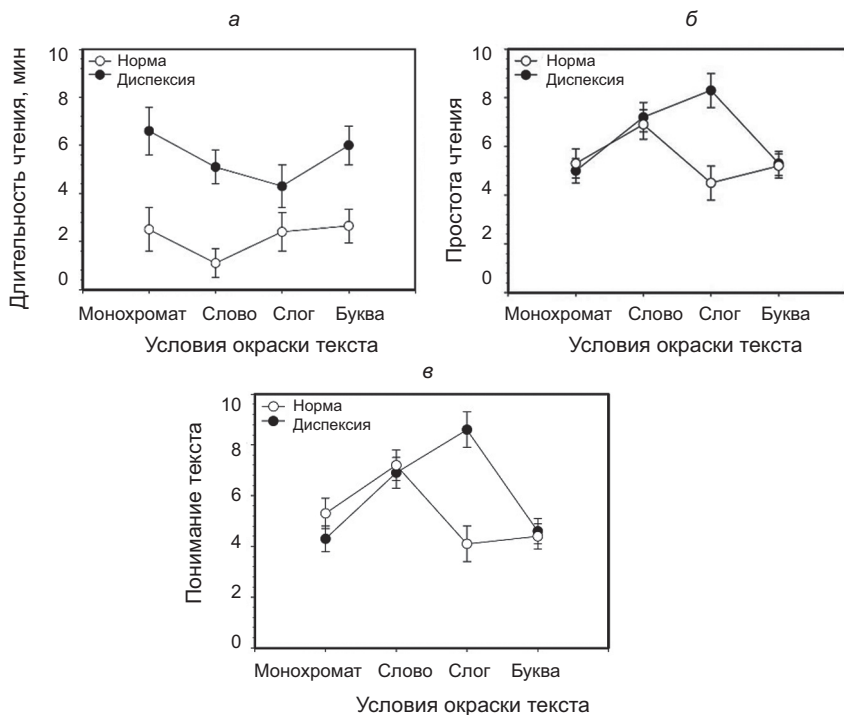 а
10
8
6
4
2
0
Длительность чтения, мин
Норма
Диспексия
Монохромат Слово Слог Буква
Условия окраски текста
б
10
8
6
4
2
0
Простота чтения
Норма
Диспексия
Монохромат Слово Слог Буква
Условия окраски текста
в
10
8
6
4
2
0
Понимание текста
Норма
Диспексия
Монохромат Слово Слог Буква
Условия окраски текста